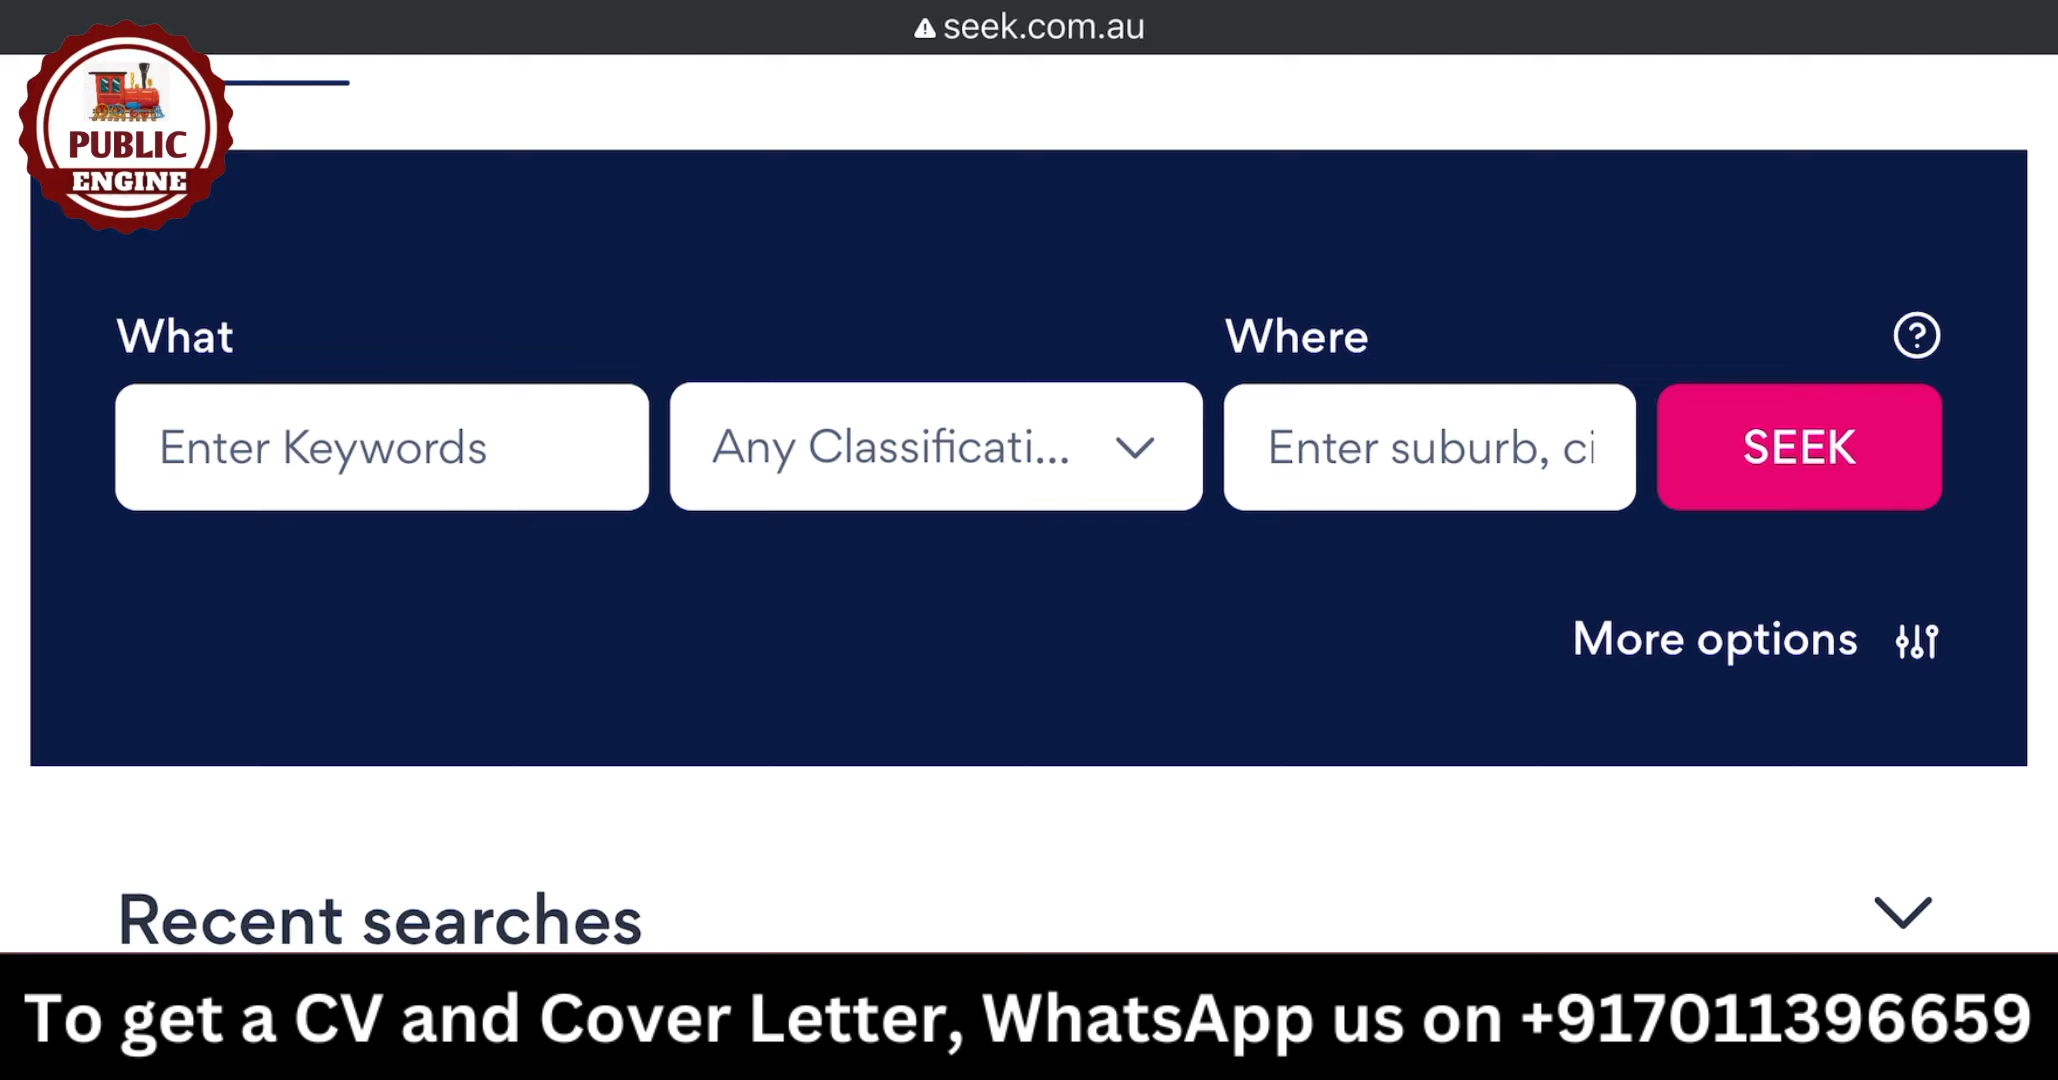 seek.com.au
PUBLIC
ENGINE
What
Where
Enter Keywords
Any Classificati...
Enter suburb, ci
SEEK
More options
Recent searches
To get a CV and Cover Letter, WhatsApp us on +917011396659